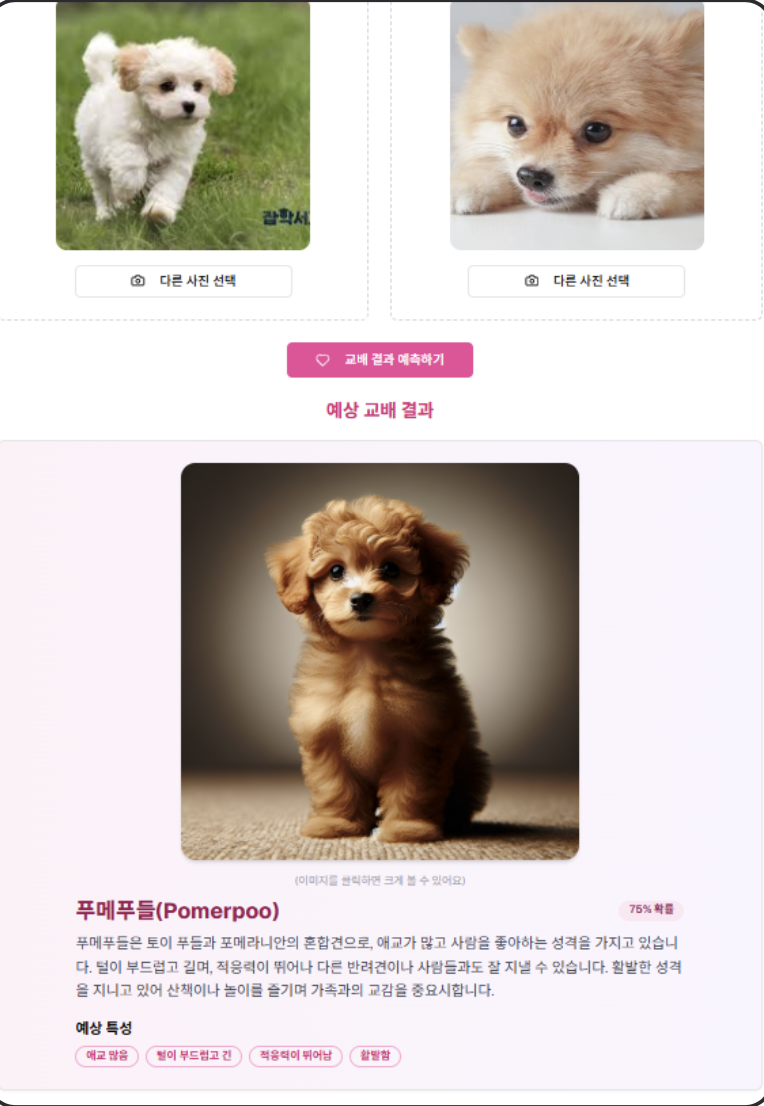 다른 사진 선택
다른 사진 선택
교배 결과 예측하기
예상 교배 결과
(이미지를 클릭하면 크게 볼 수 있어요)
푸메푸들(Pomerpoo)
75% 확률
푸메푸들은 토이 푸들과 포메라니안의 혼합견으로, 애교가 많고 사람을 좋아하는 성격을 가지고 있습니
다. 털이 부드럽고 길며, 적응력이 뛰어나 다른 반려견이나 사람들과도 잘 지낼 수 있습니다. 활발한 성격
을 지니고 있어 산책이나 놀이를 즐기며 가족과의 교감을 중요시합니다.
예상 특성
애교 많음
털이 부드럽고 긴
적응력이 뛰어남
활발함